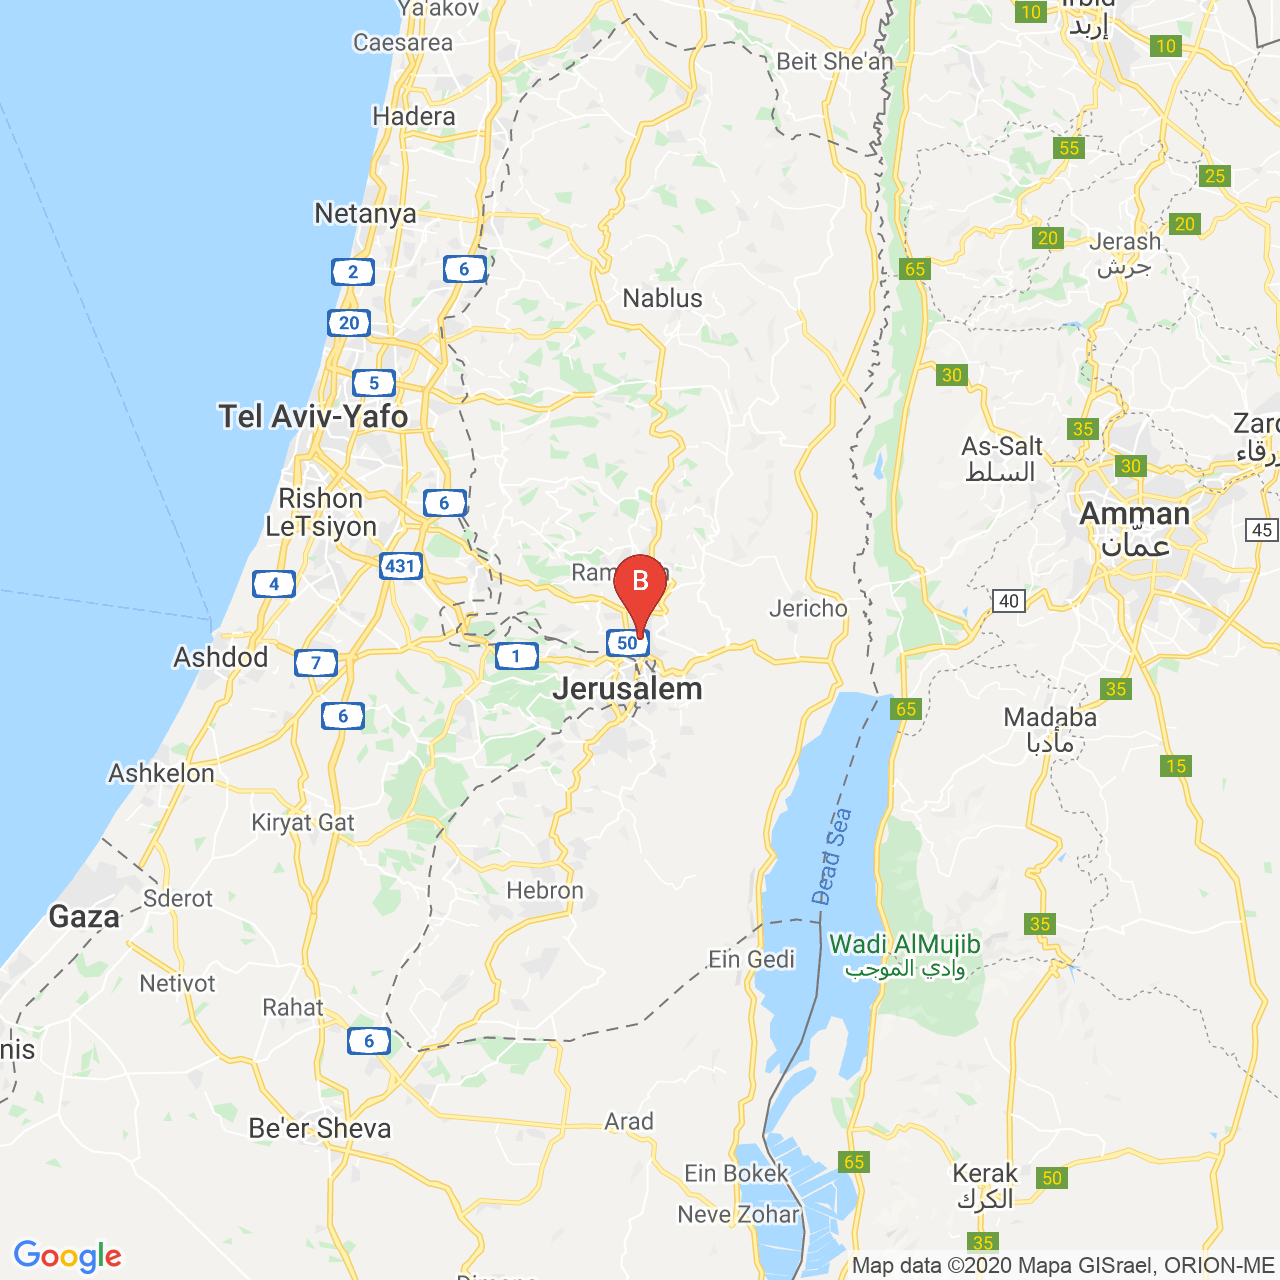 Ya'akov
Caesarea
10
إربد
10
Beit She'an
Hadera
55
25
Netanya
20
20
Jerash
جرش
6
2
65
Nablus
20
5
30
Tel Aviv-Yafo
35
As-Salt
السلط
30
Rishon
LeTsiyon
6
Amman
عمّان
45
431
4
B
40
Jericho
50
1
Ashdod
7
Jerusalem
35
6
65
Madaba
مأدبا
15
Ashkelon
Kiryat Gat
Dead Sea
Hebron
Sderot
Gaza
35
Wadi AlMujib
وادي الموجب
Ein Gedi
Netivot
Rahat
6
nis
Arad
Be'er Sheva
65
Ein Bokek
Kerak
الكرك
50
Neve Zohar
35
Google
Map data ©2020 Mapa GISrael, ORION-ME